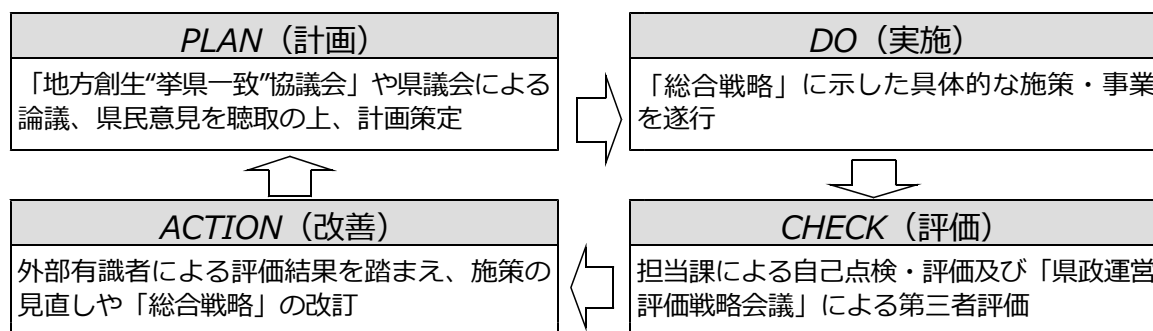 PLAN（計画）
「地方創生“挙県一致”協議会」や県議会による
論議、県民意見を聴取の上、計画策定
DO（実施）
「総合戦略」に示した具体的な施策・事業
を遂行
ACTION（改善）
外部有識者による評価結果を踏まえ、施策の
見直しや「総合戦略」の改訂
CHECK（評価）
担当課による自己点検・評価及び「県政運営
評価戦略会議」による第三者評価